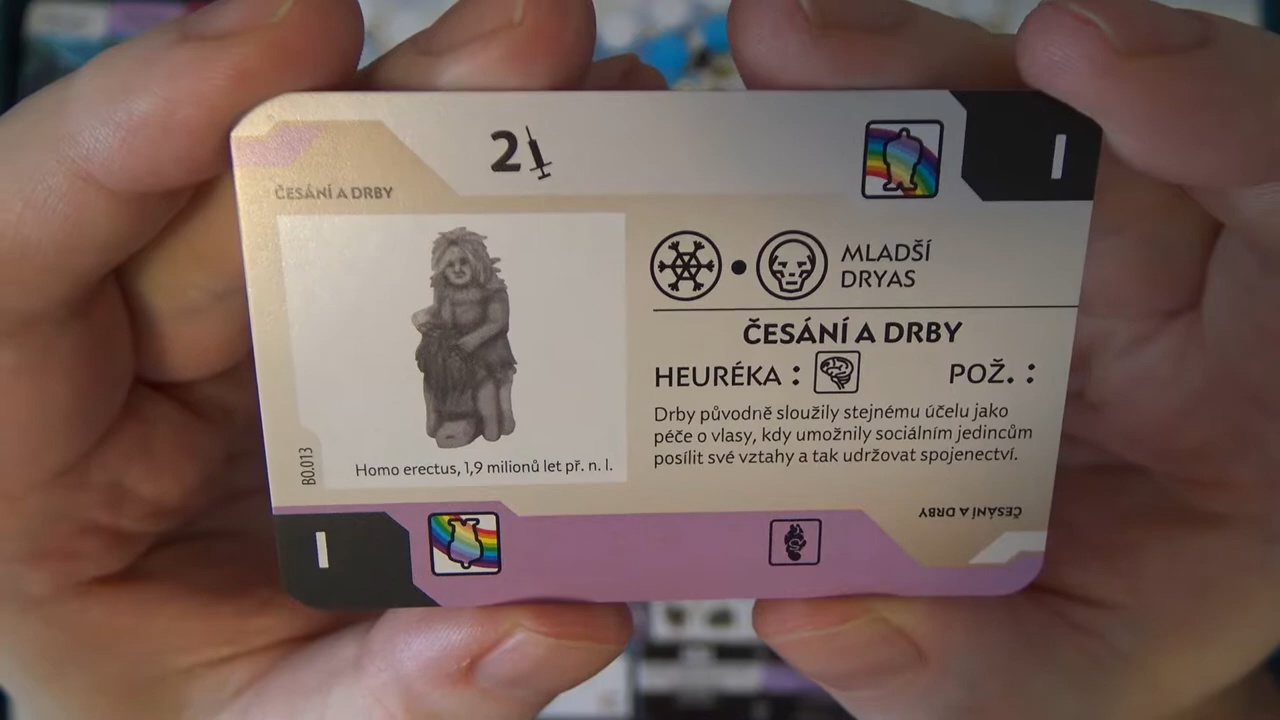 2
I
ČESÁNÍ A DRBY
MLADŠÍ
DRYAS
ČESÁNÍ A DRBY
HEURÉKA :
POŽ. :
Drby původně sloužily stejnému účelu jako
péče o vlasy, kdy umožnily sociálním jedincům
posílit své vztahy a tak udržovat spojenectví.
B0.013
Homo erectus, 1,9 milionů let př. n. l.
ČESÁNÍ A DRBY
I